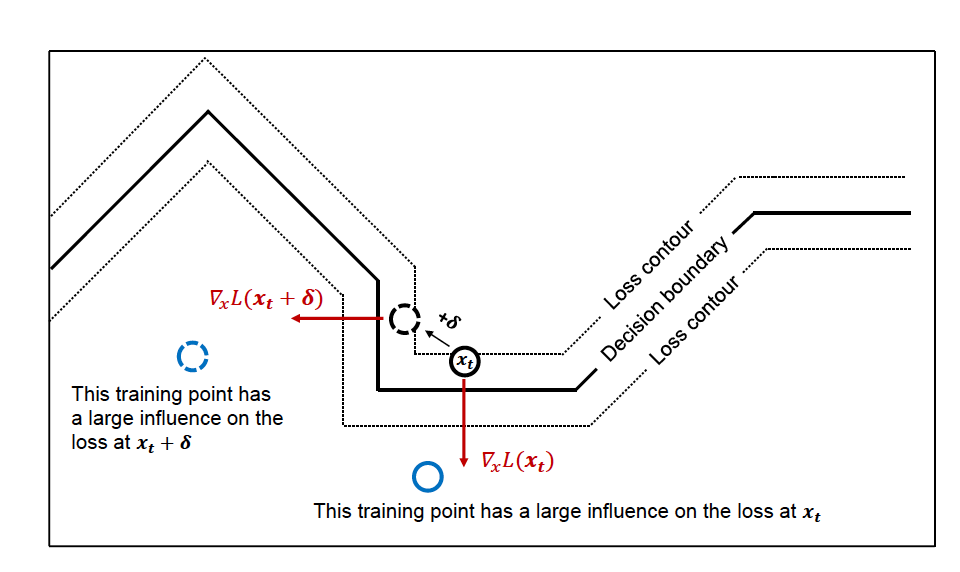 Loss contour
Decision boundary
Loss contour
∇ₓL(xₜ + δ)
+δ
xₜ
This training point has
a large influence on the
loss at xₜ + δ
∇ₓL(xₜ)
This training point has a large influence on the loss at xₜ